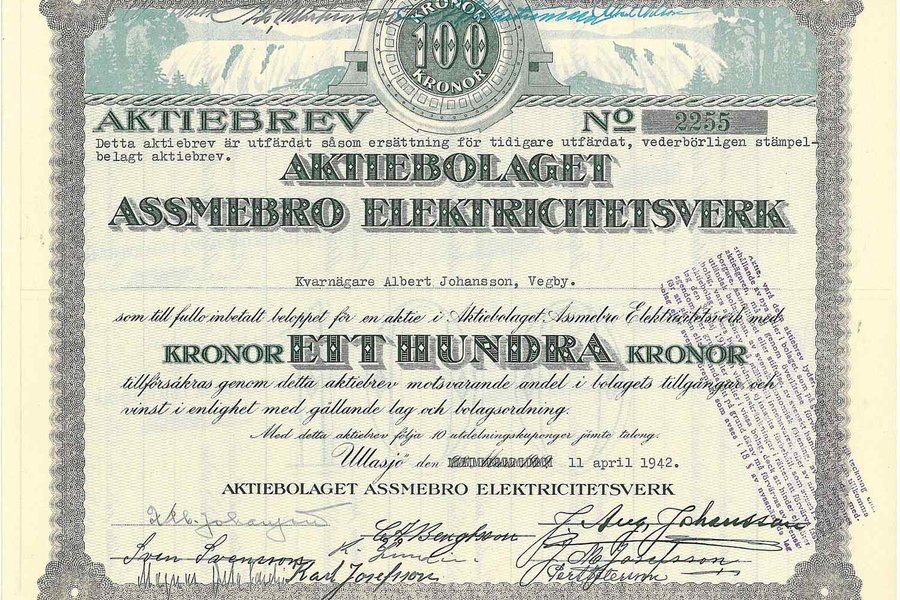 KRONOR
100
KRONOR
AKTIEBREV No 2255
Detta aktiebrev är utfärdat såsom ersättning för tidigare utfärdat, vederbörligen stämpel-
belagt aktiebrev.
AKTIEBOLAGET
ASSMEBRO ELEKTRICITETSVERK
Kvarnägare Albert Johansson, Vegby.
som till fullo inbetalt beloppet för en aktie i Aktiebolaget Assmebro Elektricitetsverk med
KRONOR ETT HUNDRA KRONOR
tillförsäkras genom detta aktiebrev motsvarande andel i bolagets tillgångar och
vinst i enlighet med gällande lag och bolagsordning.
Med detta aktiebrev följa 10 utdelningskuponger jämte talong.
Ullasjö den 11 april 1942.
AKTIEBOLAGET ASSMEBRO ELEKTRICITETSVERK
J. Aug. Johansson
Sven Svensson
Karl Josefsson